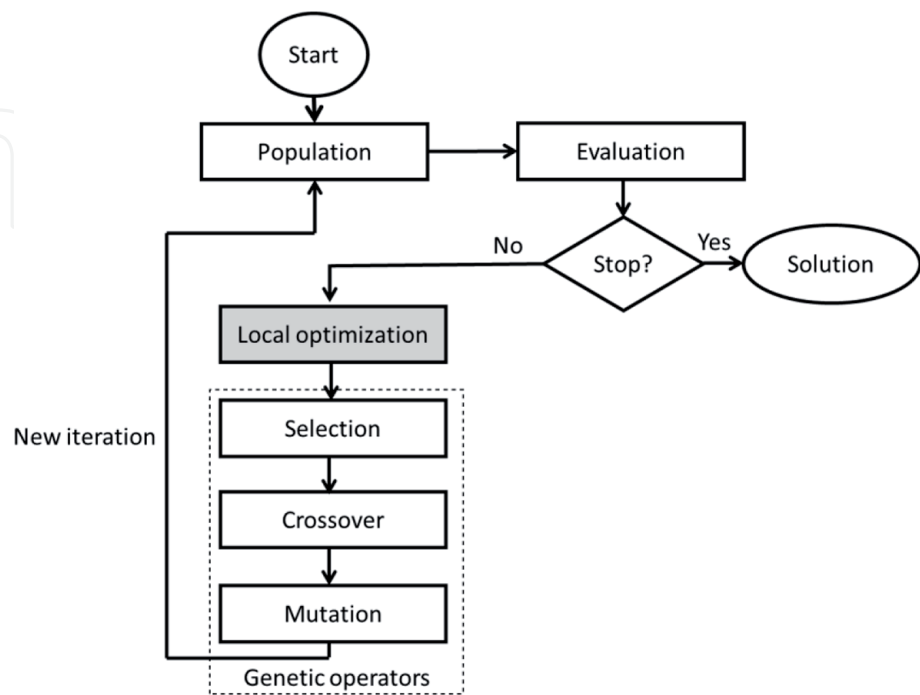 Start
Population
Evaluation
Stop?
No
Yes
Solution
Local optimization
Selection
New iteration
Crossover
Mutation
Genetic operators